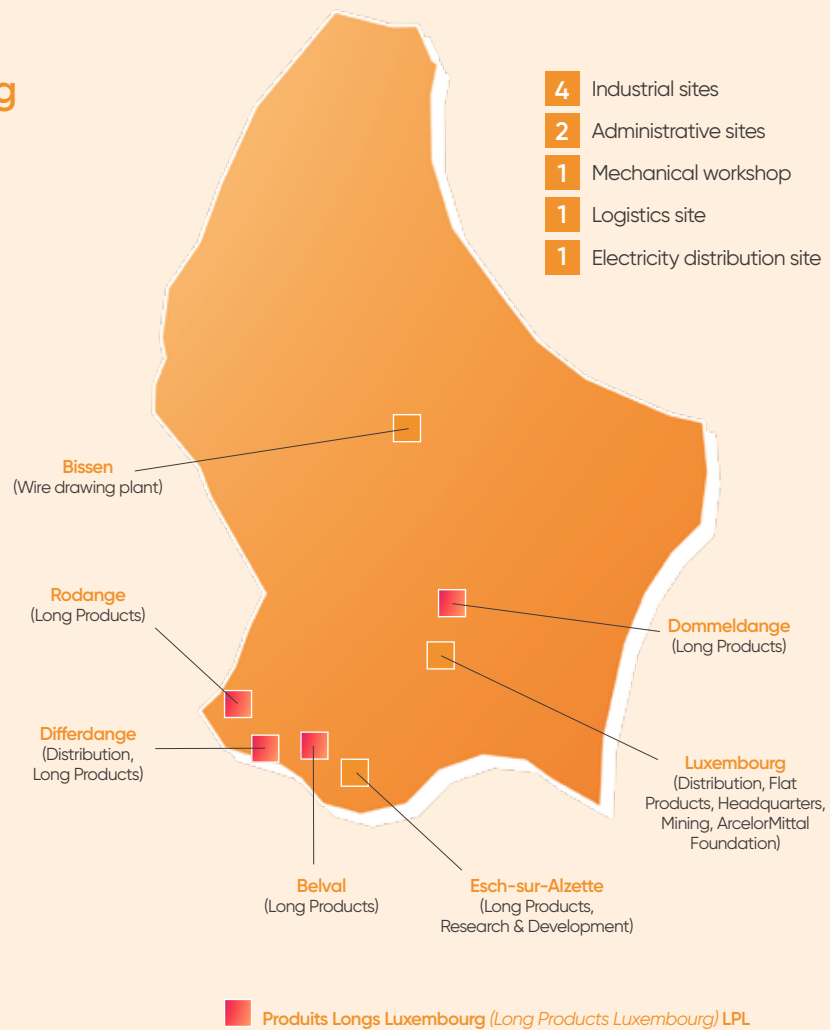 g
4 Industrial sites
2 Administrative sites
1 Mechanical workshop
1 Logistics site
1 Electricity distribution site
Bissen
(Wire drawing plant)
Rodange
(Long Products)
Dommeldange
(Long Products)
Differdange
(Distribution,
Long Products)
Luxembourg
(Distribution, Flat
Products, Headquarters,
Mining, ArcelorMittal
Foundation)
Belval
(Long Products)
Esch-sur-Alzette
(Long Products,
Research & Development)
Produits Longs Luxembourg (Long Products Luxembourg) LPL